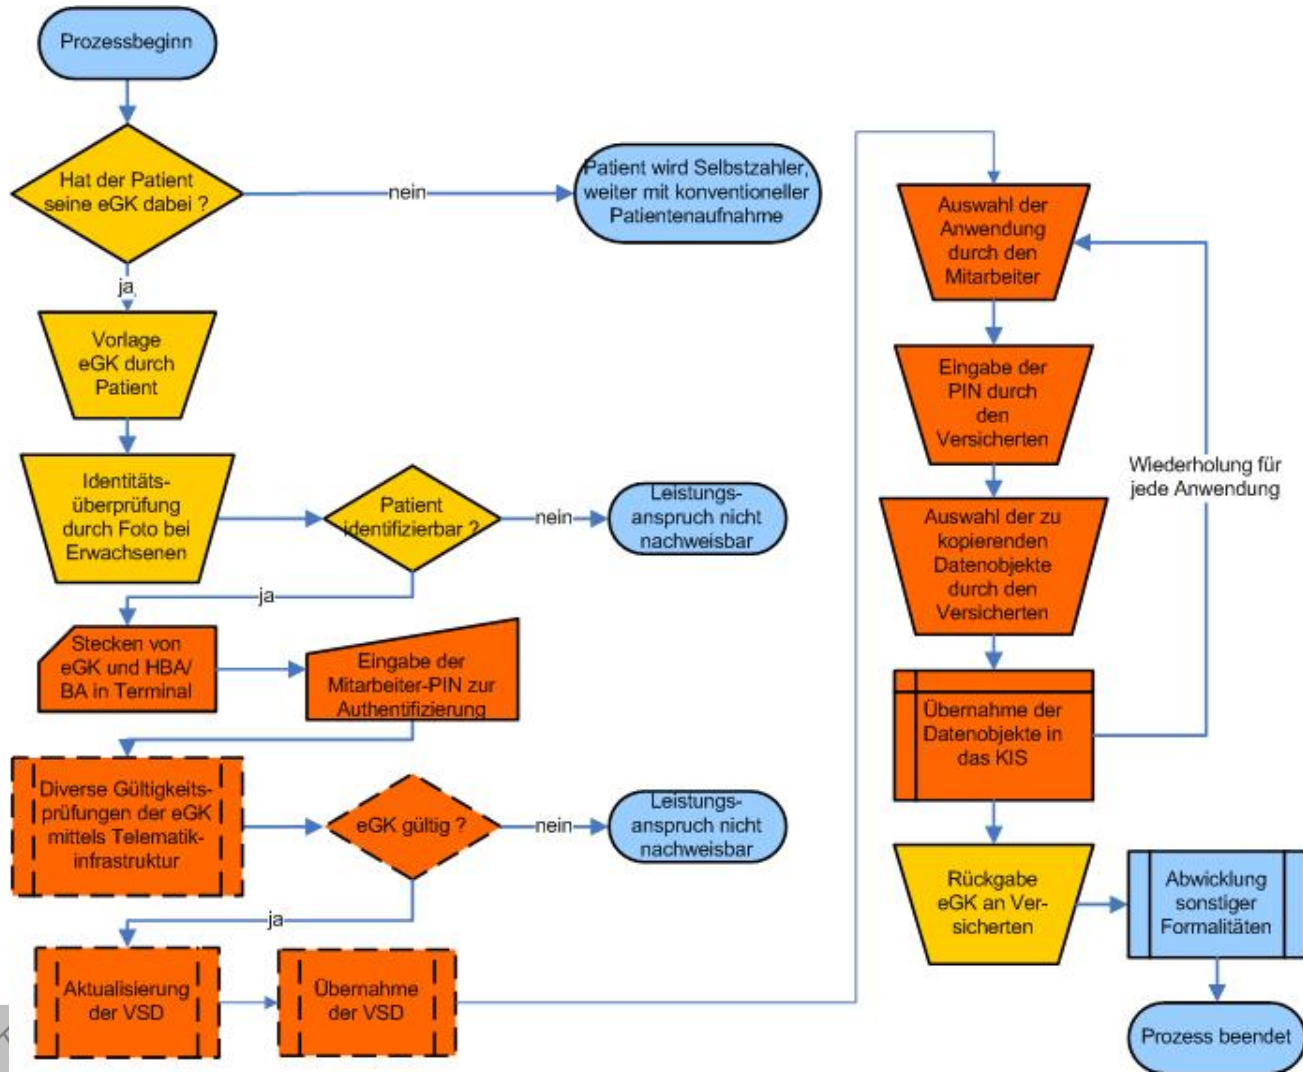 Prozessbeginn
Hat der Patient
seine eGK dabei ?
nein
Patient wird Selbstzahler,
weiter mit konventioneller
Patientenaufnahme
ja
Vorlage
eGK durch
Patient
Identitäts-
überprüfung
durch Foto bei
Erwachsenen
Patient
identifizierbar ?
nein
Leistungs-
anspruch nicht
nachweisbar
ja
Stecken von
eGK und HBA/
BA in Terminal
Eingabe der
Mitarbeiter-PIN zur
Authentifizierung
Diverse Gültigkeits-
prüfungen der eGK
mittels Telematik-
infrastruktur
eGK gültig ?
nein
Leistungs-
anspruch nicht
nachweisbar
ja
Aktualisierung
der VSD
Übernahme
der VSD
Auswahl der
Anwendung
durch den
Mitarbeiter
Eingabe der
PIN durch
den
Versicherten
Auswahl der zu
kopierenden
Datenobjekte
durch den
Versicherten
Übernahme der
Datenobjekte in
das KIS
Wiederholung für
jede Anwendung
Rückgabe
eGK an Ver-
sicherten
Abwicklung
sonstiger
Formalitäten
Prozess beendet